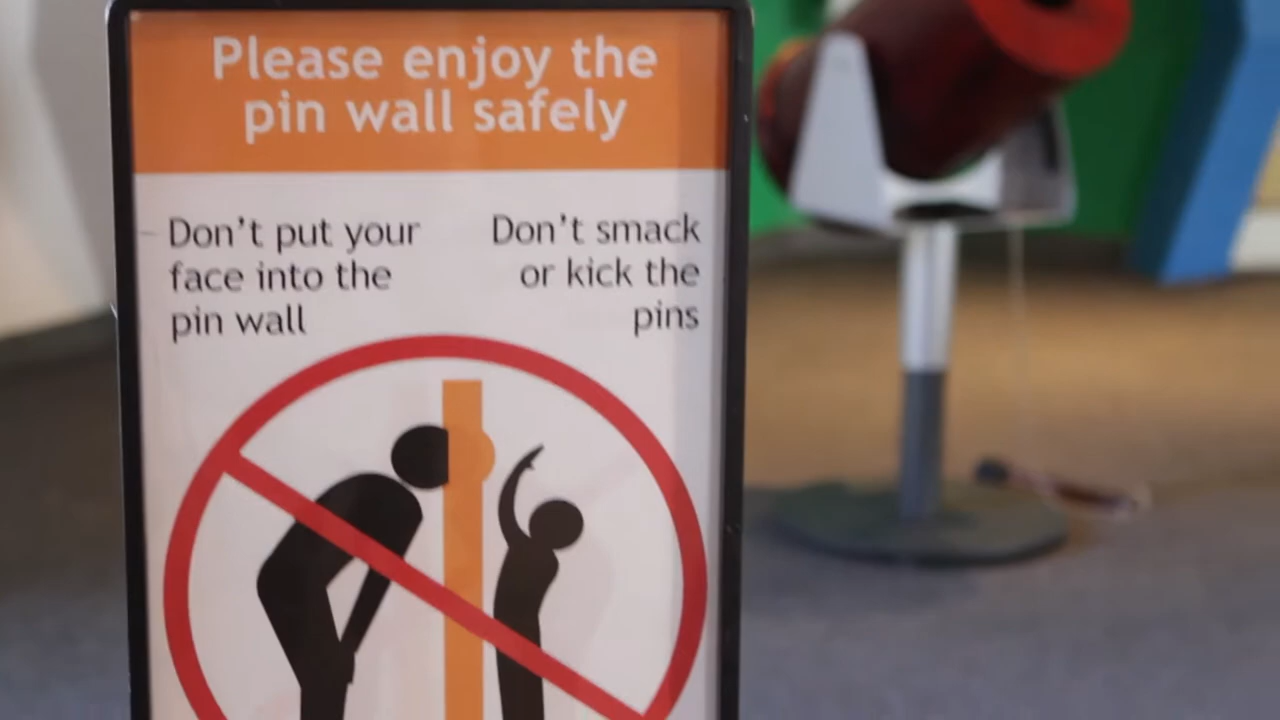 Please enjoy the
pin wall safely
Don't put your
face into the
pin wall
Don't smack
or kick the
pins